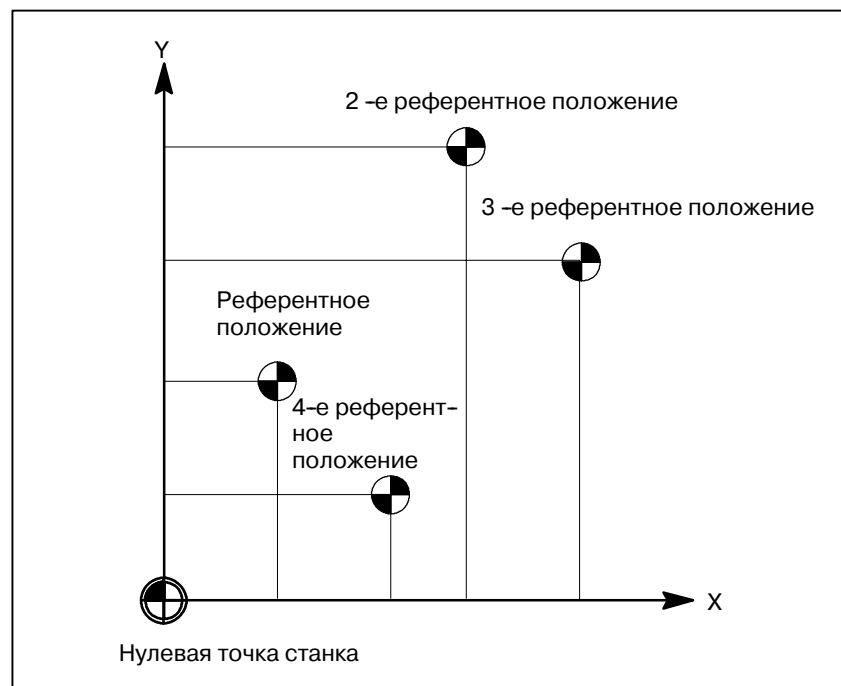 Y
2 -е референтное положение
3 -е референтное положение
Референтное
положение
4-е референт-
ное
положение
X
Нулевая точка станка